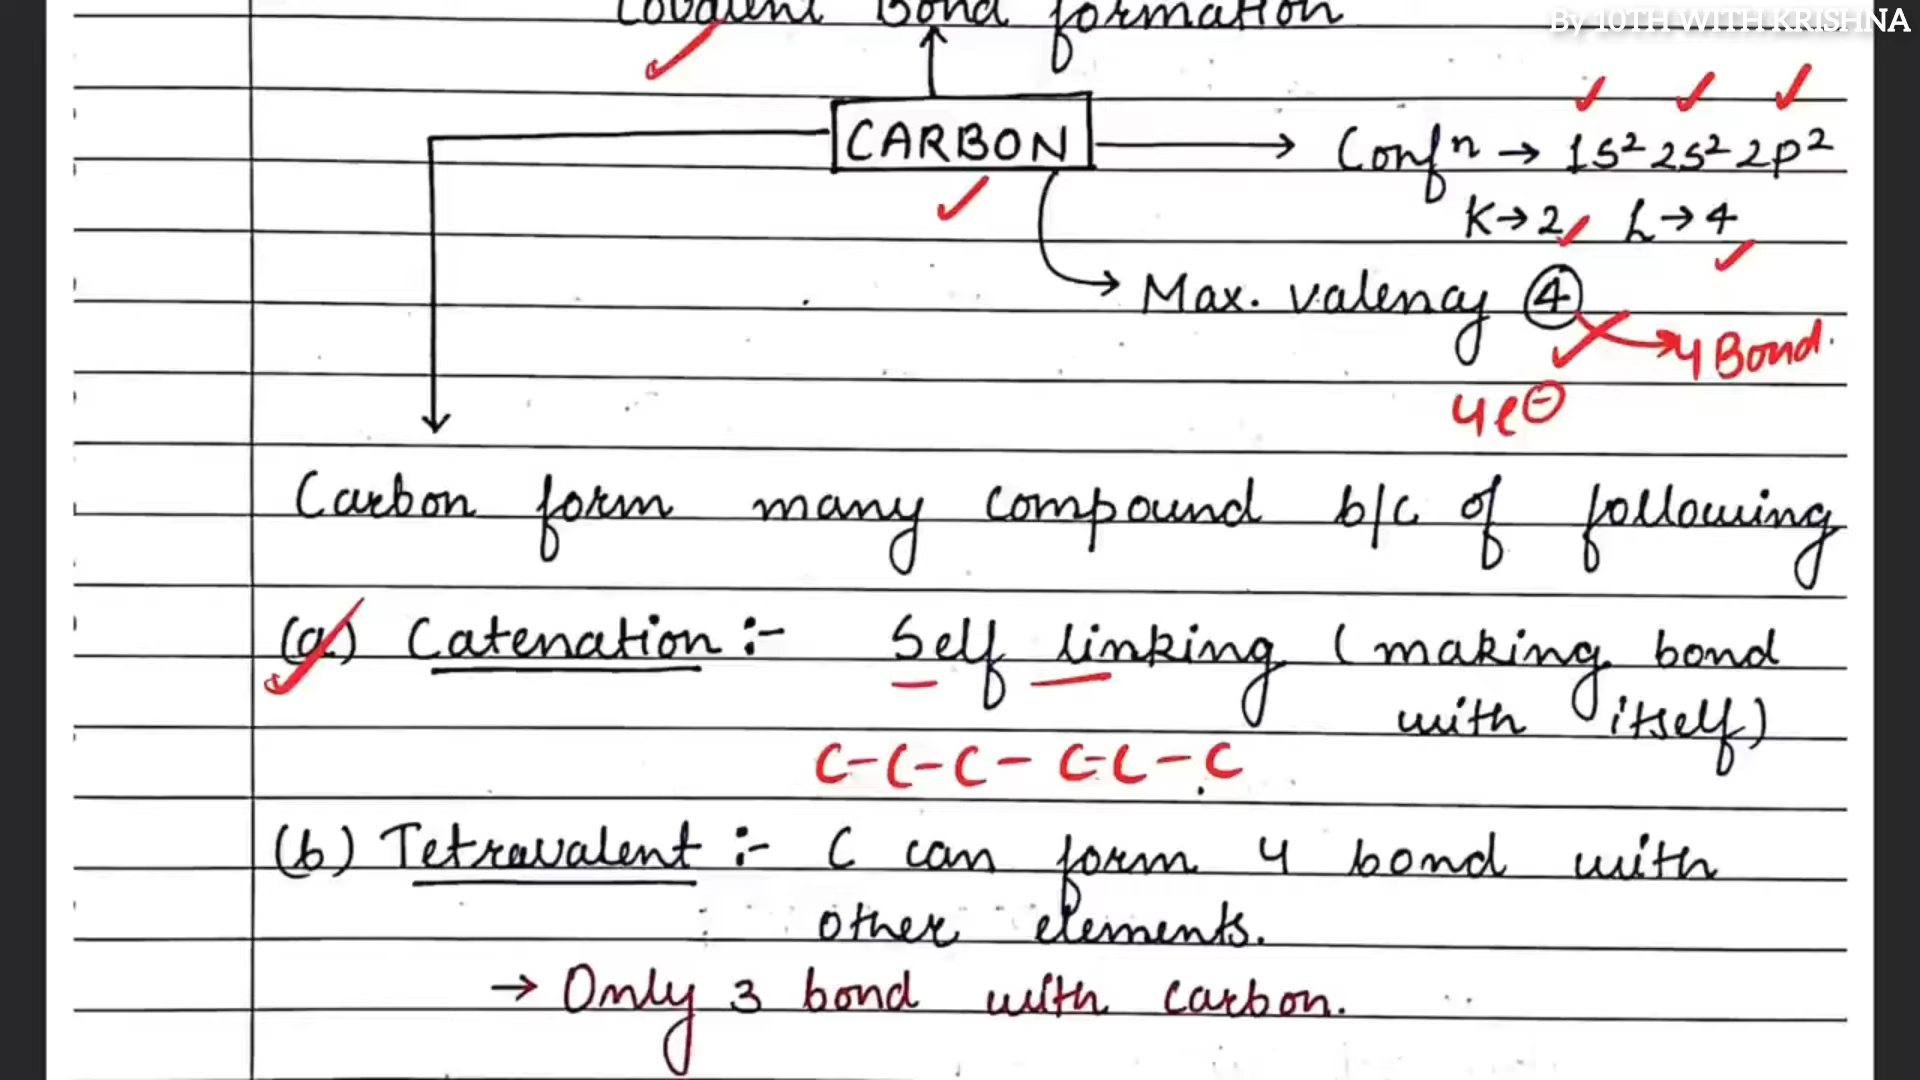 Covalent Bond formation
By 10TH WITH KRISHNA
CARBON
Confⁿ → 1s² 2s² 2p²
K→2 L→4
Max. valency 4
4 Bond.
4e⊖
Carbon form many compound b/c of following
(a) Catenation :- Self linking (making bond
with itself)
C-C-C-C-C-C
(b) Tetravalent :- C can form 4 bond with
other elements.
→ Only 3 bond with carbon.